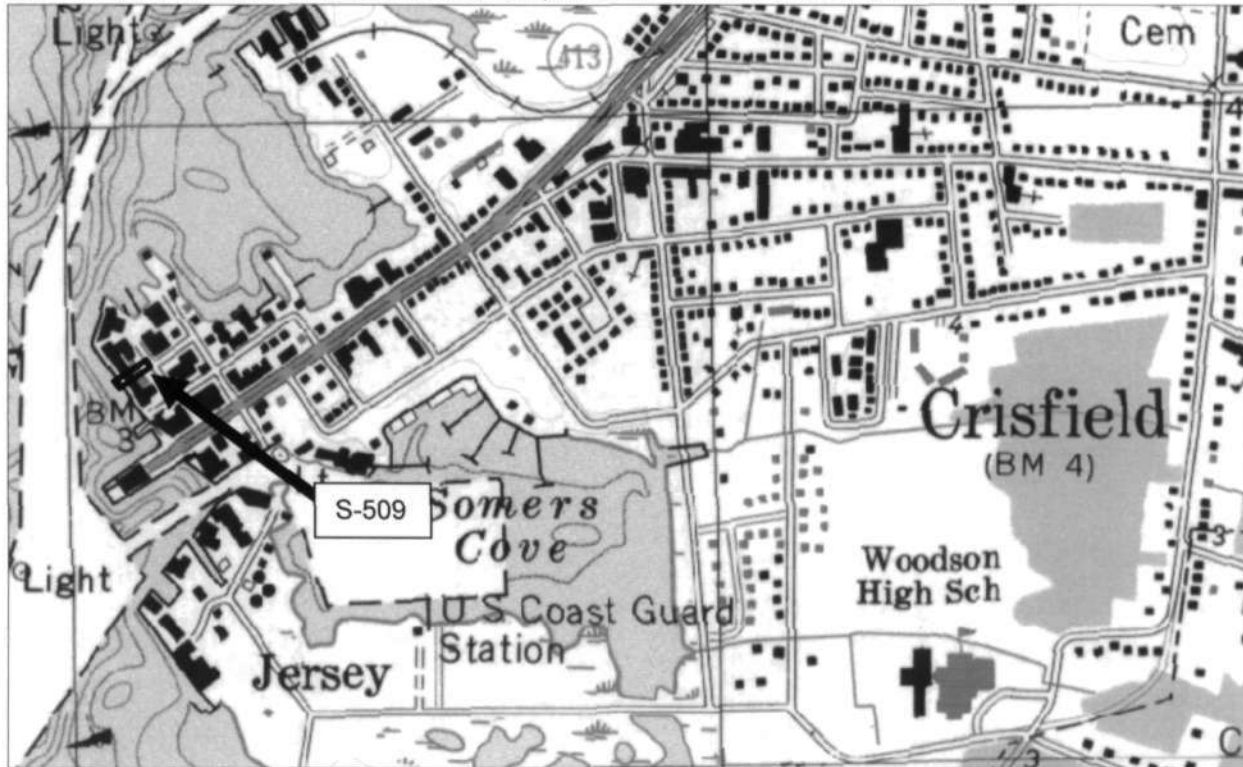 Light
413
Cem
4
4
BM
3
Crisfield
(BM 4)
S-509
Somers
Cove
3
Woodson
High Sch
Light
U S Coast Guard
Station
Jersey
3
C